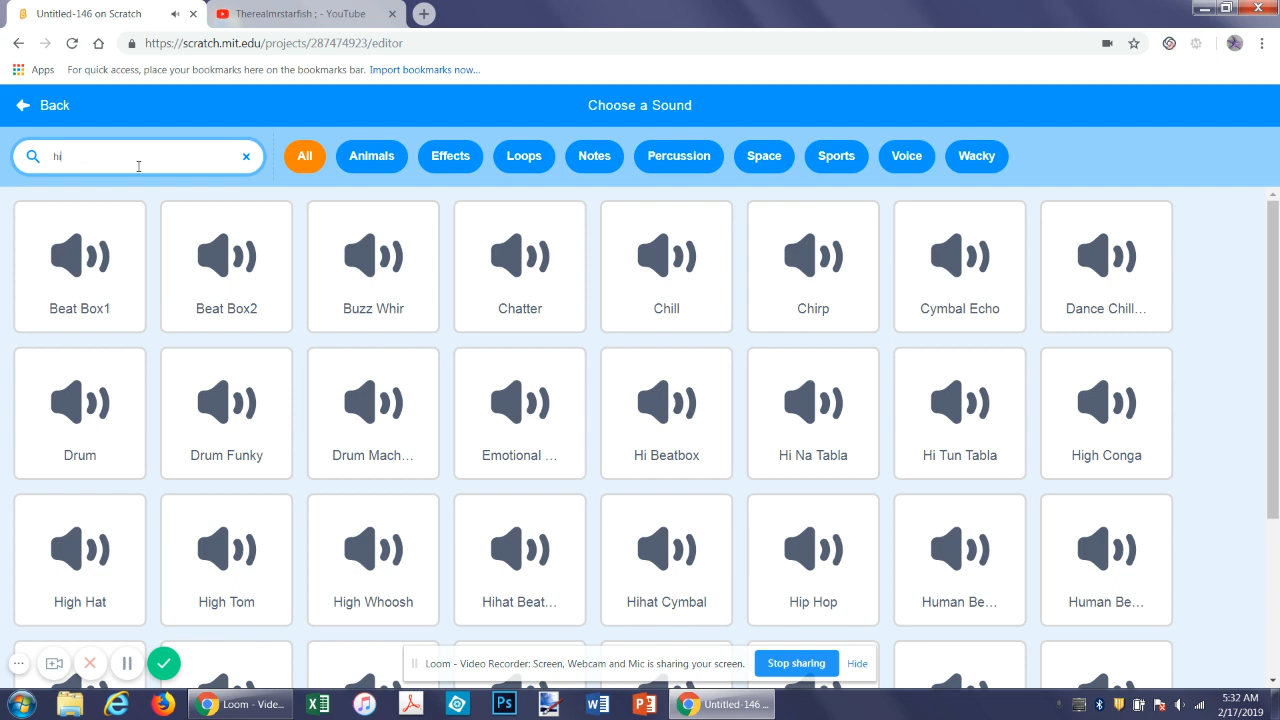 Untitled-146 on Scratch
Therealmrstarfish ; - YouTube
https://scratch.mit.edu/projects/287474923/editor
Apps For quick access, place your bookmarks here on the bookmarks bar. Import bookmarks now...
Back
Choose a Sound
hi
All Animals Effects Loops Notes Percussion Space Sports Voice Wacky
Beat Box1 Beat Box2 Buzz Whir Chatter Chill Chirp Cymbal Echo Dance Chill...
Drum Drum Funky Drum Mach... Emotional ... Hi Beatbox Hi Na Tabla Hi Tun Tabla High Conga
High Hat High Tom High Whoosh Hihat Beat... Hihat Cymbal Hip Hop Human Be... Human Be...
Loom - Video Recorder: Screen, Webcam and Mic is sharing your screen. Stop sharing Hide
Loom - Vide... Ps Untitled-146 ... 5:32 AM
2/17/2019